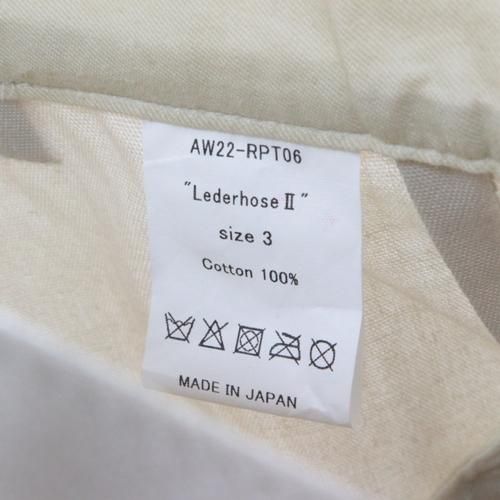 AW22-RPT06
"Lederhose Ⅱ"
size 3
Cotton 100%
MADE IN JAPAN